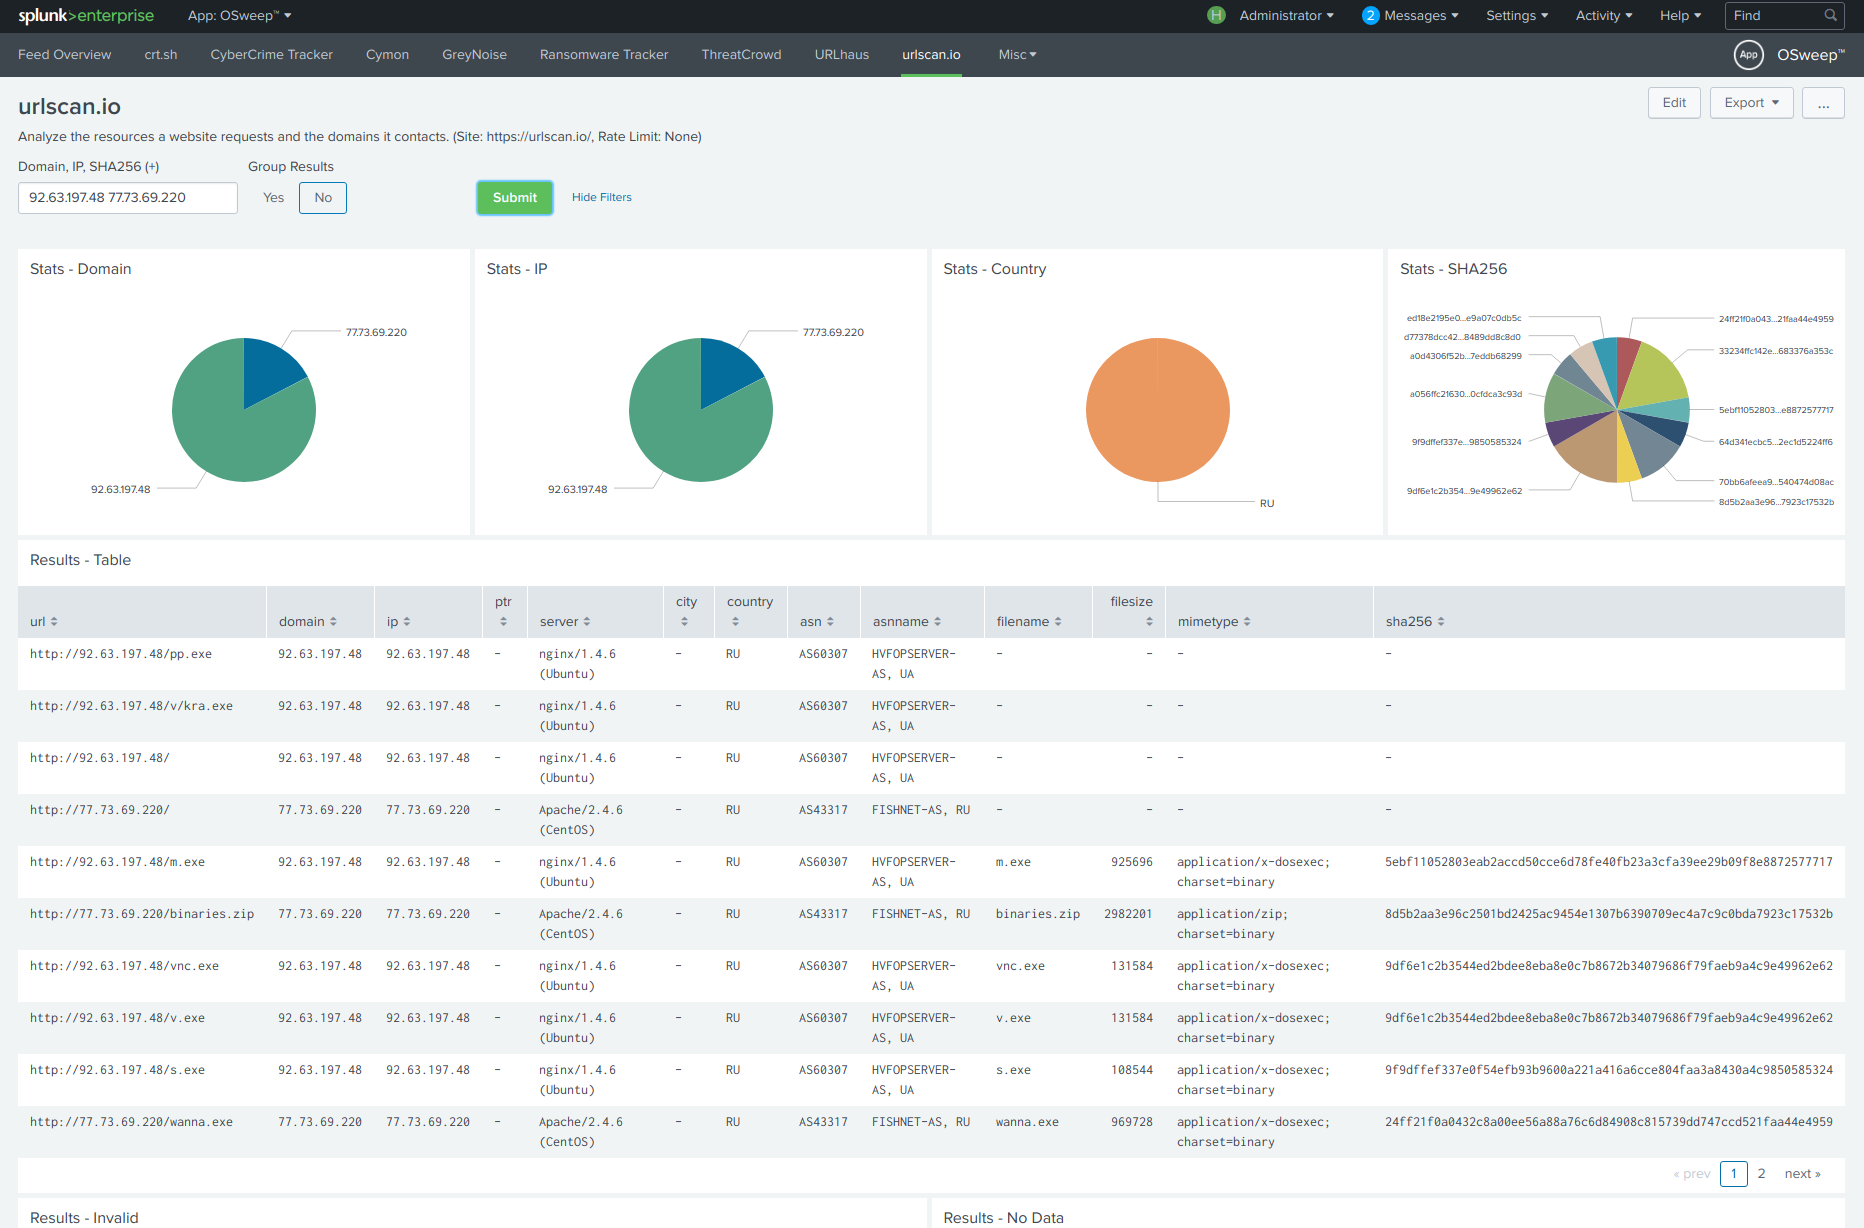 splunk>enterprise App: OSweep™ H Administrator 2 Messages Settings Activity Help Find
Feed Overview crt.sh CyberCrime Tracker Cymon GreyNoise Ransomware Tracker ThreatCrowd URLhaus urlscan.io Misc App OSweep™
urlscan.io Edit Export ...
Analyze the resources a website requests and the domains it contacts. (Site: https://urlscan.io/, Rate Limit: None)
Domain, IP, SHA256 (+) Group Results
92.63.197.48 77.73.69.220 Yes No Submit Hide Filters
Stats - Domain
77.73.69.220
92.63.197.48
Stats - IP
77.73.69.220
92.63.197.48
Stats - Country
RU
Stats - SHA256
ed18e2195e0...e9a07c0db5c
d77378dcc42...8489dd8c8d0
a0d4306f52b...7eddb68299
a056ffc21630...0cfdca3c93d
9f9dffef337e...9850585324
9df6e1c2b354...9e49962e62
24ff21f0a043...21faa44e4959
33234ffc142e...683376a353c
5ebf11052803...e8872577717
64d341ecbc5...2ec1d5224ff6
70bb6afeea9...540474d08ac
8d5b2aa3e96...7923c17532b
Results - Table
url domain ip ptr server city country asn asnname filename filesize mimetype sha256
http://92.63.197.48/pp.exe 92.63.197.48 92.63.197.48 - nginx/1.4.6 - RU AS60307 HVFOPSERVER- - - - -
(Ubuntu) AS, UA
http://92.63.197.48/v/kra.exe 92.63.197.48 92.63.197.48 - nginx/1.4.6 - RU AS60307 HVFOPSERVER- - - - -
(Ubuntu) AS, UA
http://92.63.197.48/ 92.63.197.48 92.63.197.48 - nginx/1.4.6 - RU AS60307 HVFOPSERVER- - - - -
(Ubuntu) AS, UA
http://77.73.69.220/ 77.73.69.220 77.73.69.220 - Apache/2.4.6 - RU AS43317 FISHNET-AS, RU - - - -
(CentOS)
http://92.63.197.48/m.exe 92.63.197.48 92.63.197.48 - nginx/1.4.6 - RU AS60307 HVFOPSERVER- m.exe 925696 application/x-dosexec; 5ebf11052803eab2accd50cce6d78fe40fb23a3cfa39ee29b09f8e8872577717
(Ubuntu) AS, UA charset=binary
http://77.73.69.220/binaries.zip 77.73.69.220 77.73.69.220 - Apache/2.4.6 - RU AS43317 FISHNET-AS, RU binaries.zip 2982201 application/zip; 8d5b2aa3e96c2501bd2425ac9454e1307b6390709ec4a7c9c0bda7923c17532b
(CentOS) charset=binary
http://92.63.197.48/vnc.exe 92.63.197.48 92.63.197.48 - nginx/1.4.6 - RU AS60307 HVFOPSERVER- vnc.exe 131584 application/x-dosexec; 9df6e1c2b3544ed2bdee8eba8e0c7b8672b34079686f79faeb9a4c9e49962e62
(Ubuntu) AS, UA charset=binary
http://92.63.197.48/v.exe 92.63.197.48 92.63.197.48 - nginx/1.4.6 - RU AS60307 HVFOPSERVER- v.exe 131584 application/x-dosexec; 9df6e1c2b3544ed2bdee8eba8e0c7b8672b34079686f79faeb9a4c9e49962e62
(Ubuntu) AS, UA charset=binary
http://92.63.197.48/s.exe 92.63.197.48 92.63.197.48 - nginx/1.4.6 - RU AS60307 HVFOPSERVER- s.exe 108544 application/x-dosexec; 9f9dffef337e0f54efb93b9600a221a416a6cce804faa3a8430a4c9850585324
(Ubuntu) AS, UA charset=binary
http://77.73.69.220/wanna.exe 77.73.69.220 77.73.69.220 - Apache/2.4.6 - RU AS43317 FISHNET-AS, RU wanna.exe 969728 application/x-dosexec; 24ff21f0a0432c8a00ee56a88a76c6d84908c815739dd747ccd521faa44e4959
(CentOS) charset=binary
« prev 1 2 next »
Results - Invalid Results - No Data